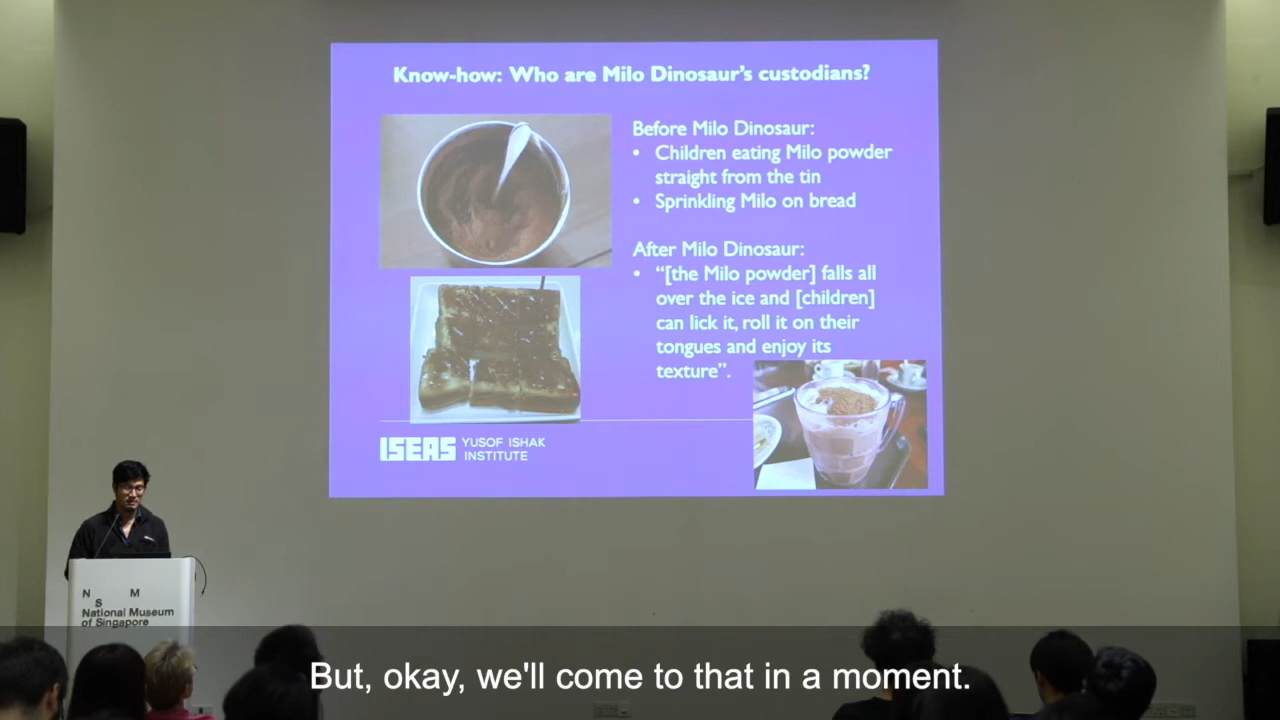 Know-how: Who are Milo Dinosaur's custodians?
Before Milo Dinosaur:
• Children eating Milo powder
straight from the tin
• Sprinkling Milo on bread
After Milo Dinosaur:
• “[the Milo powder] falls all
over the ice and [children]
can lick it, roll it on their
tongues and enjoy its
texture”.
ISEAS YUSOF ISHAK
INSTITUTE
N M
S
National Museum
of Singapore
But, okay, we'll come to that in a moment.